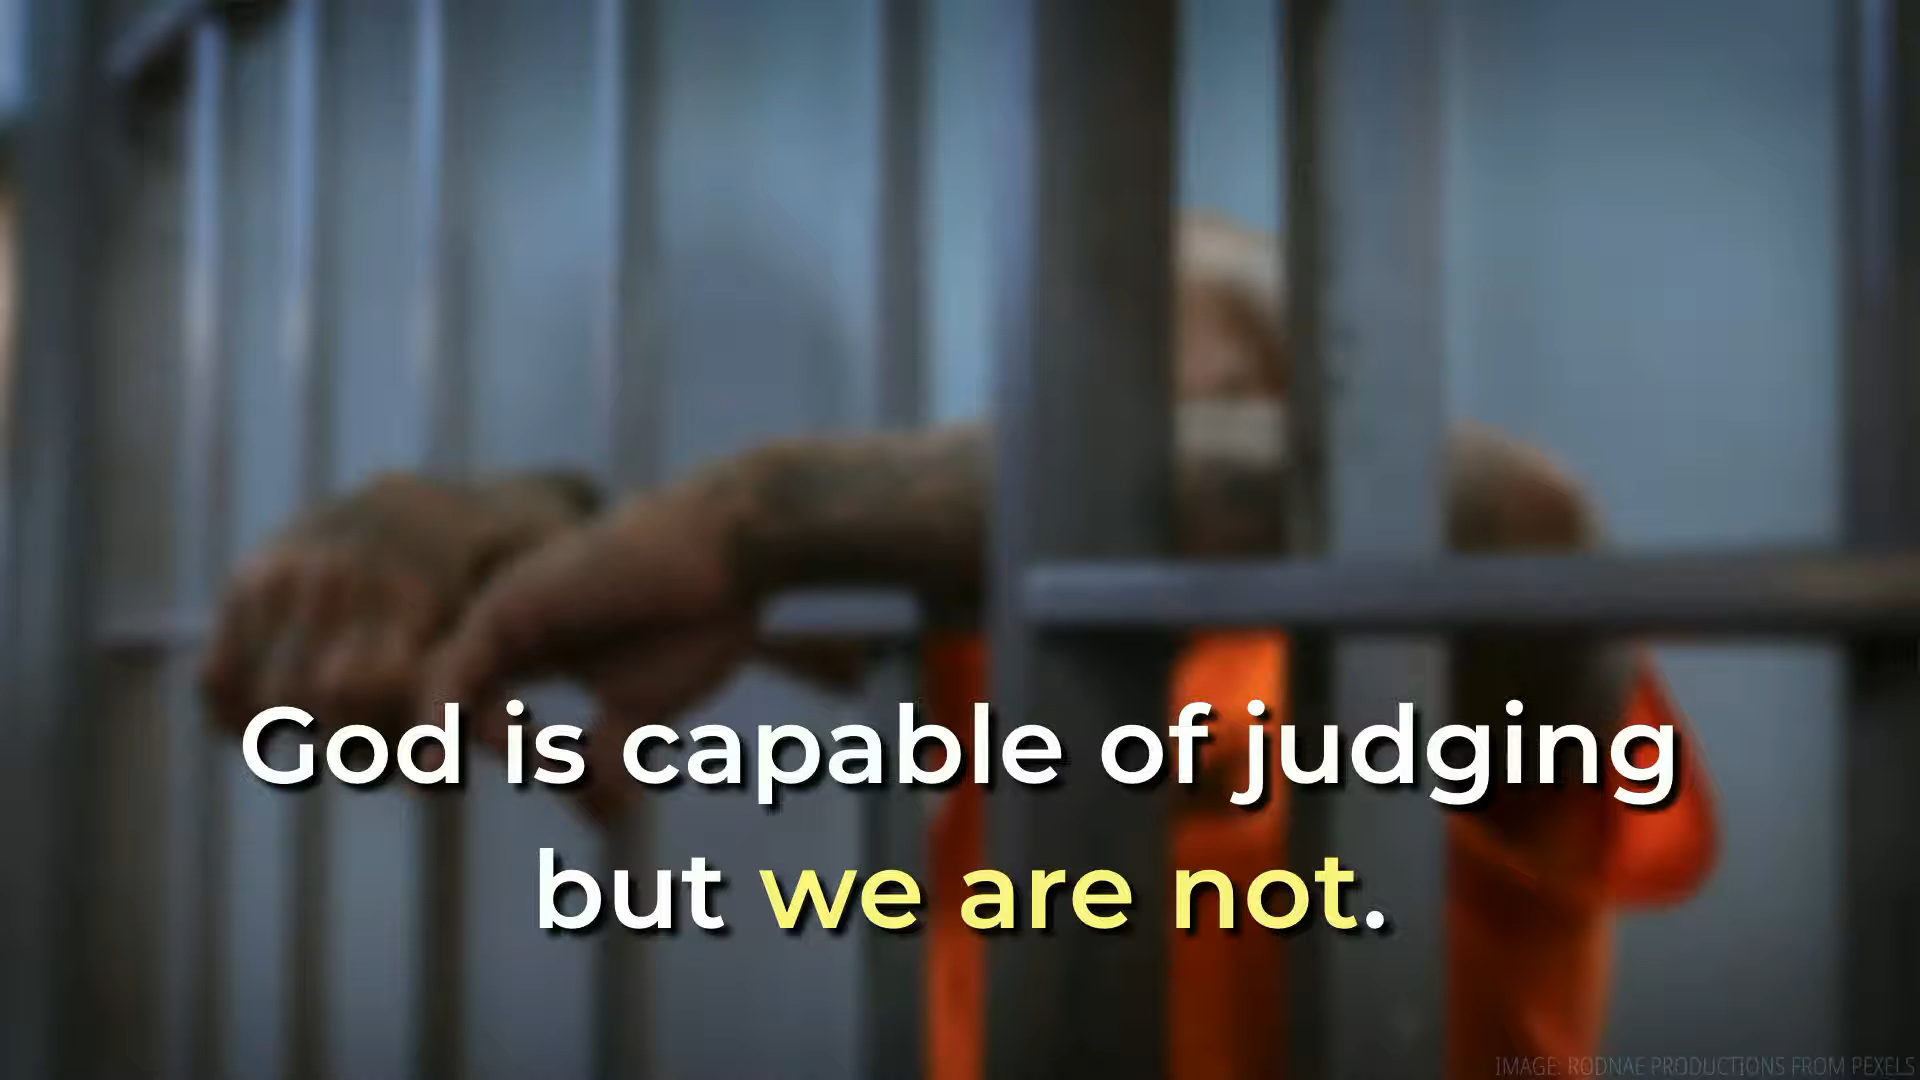 God is capable of judging
but we are not.
IMAGE: RODNAE PRODUCTIONS FROM PEXELS